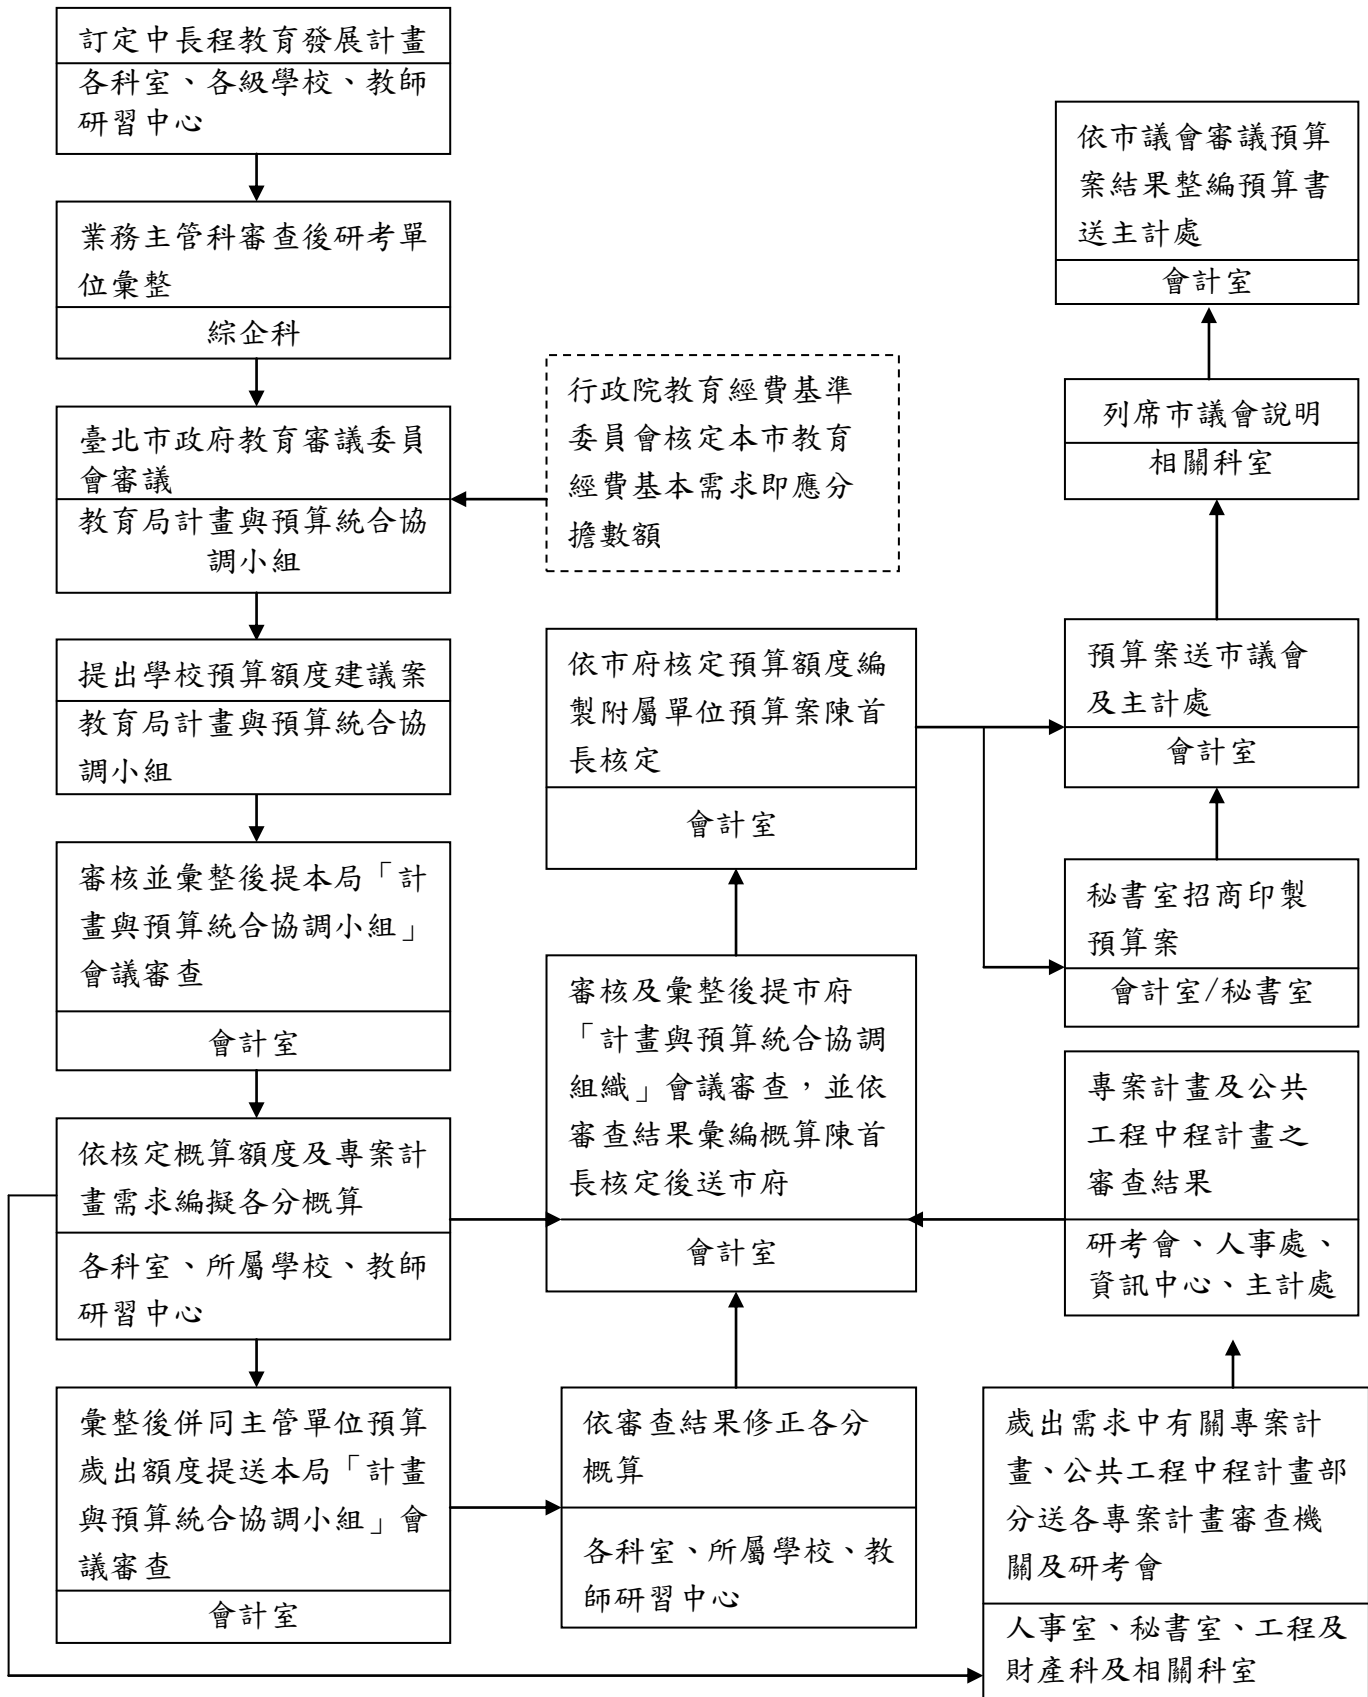 訂定中長程教育發展計畫
各科室、各級學校、教師
研習中心
業務主管科審查後研考單
位彙整
綜企科
臺北市政府教育審議委員
會審議
教育局計畫與預算統合協
調小組
提出學校預算額度建議案
教育局計畫與預算統合協
調小組
審核並彙整後提本局「計
畫與預算統合協調小組」
會議審查
會計室
依核定概算額度及專案計
畫需求編擬各分概算
各科室、所屬學校、教師
研習中心
彙整後併同主管單位預算
歲出額度提送本局「計畫
與預算統合協調小組」會
議審查
會計室
行政院教育經費基準
委員會核定本市教育
經費基本需求即應分
擔數額
依市府核定預算額度編
製附屬單位預算案陳首
長核定
會計室
審核及彙整後提市府
「計畫與預算統合協調
組織」會議審查，並依
審查結果彙編概算陳首
長核定後送市府
會計室
依審查結果修正各分
概算
各科室、所屬學校、教
師研習中心
依市議會審議預算
案結果整編預算書
送主計處
會計室
列席市議會說明
相關科室
預算案送市議會
及主計處
會計室
秘書室招商印製
預算案
會計室/秘書室
專案計畫及公共
工程中程計畫之
審查結果
研考會、人事處、
資訊中心、主計處
歲出需求中有關專案計
畫、公共工程中程計畫部
分送各專案計畫審查機
關及研考會
人事室、秘書室、工程及
財產科及相關科室